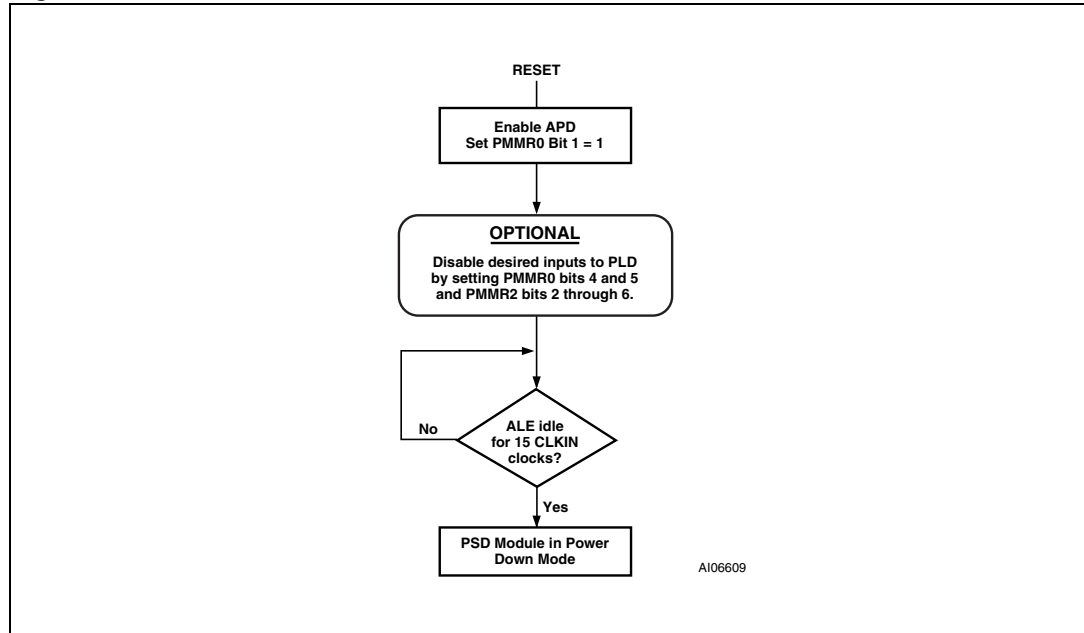 RESET
Enable APD
Set PMMR0 Bit 1 = 1
OPTIONAL
Disable desired inputs to PLD
by setting PMMR0 bits 4 and 5
and PMMR2 bits 2 through 6.
No
ALE idle
for 15 CLKIN
clocks?
Yes
PSD Module in Power
Down Mode
AI06609